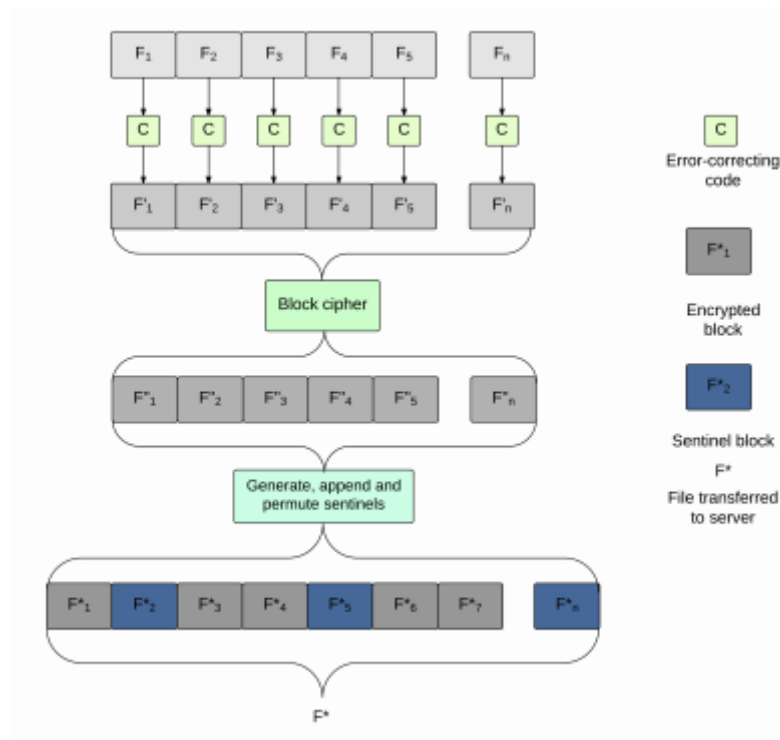 F₁ F₂ F₃ F₄ F₅ Fₙ
C C C C C C
C
Error-correcting
code
F'₁ F'₂ F'₃ F'₄ F'₅ F'ₙ
F*₁
Block cipher
Encrypted
block
F"₁ F"₂ F"₃ F"₄ F"₅ F"ₙ
F*₂
Sentinel block
F*
File transferred
to server
Generate, append and
permute sentinels
F*₁ F*₂ F*₃ F*₄ F*₅ F*₆ F*₇ F*ₙ
F*